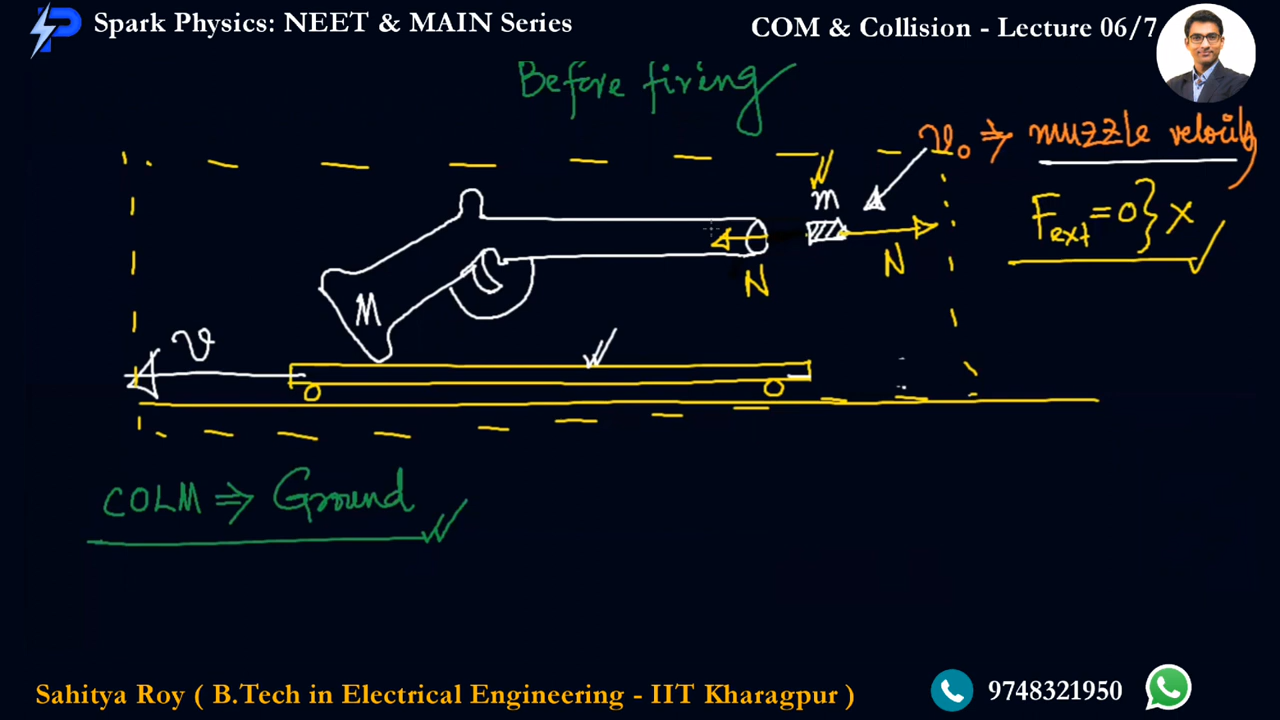 Spark Physics: NEET & MAIN Series
COM & Collision - Lecture 06/7
Before firing
v₀ ⇒ muzzle velocity
m
F_ext = 0} X
N
N
M
v
COLM ⇒ Ground
Sahitya Roy ( B.Tech in Electrical Engineering - IIT Kharagpur )
9748321950